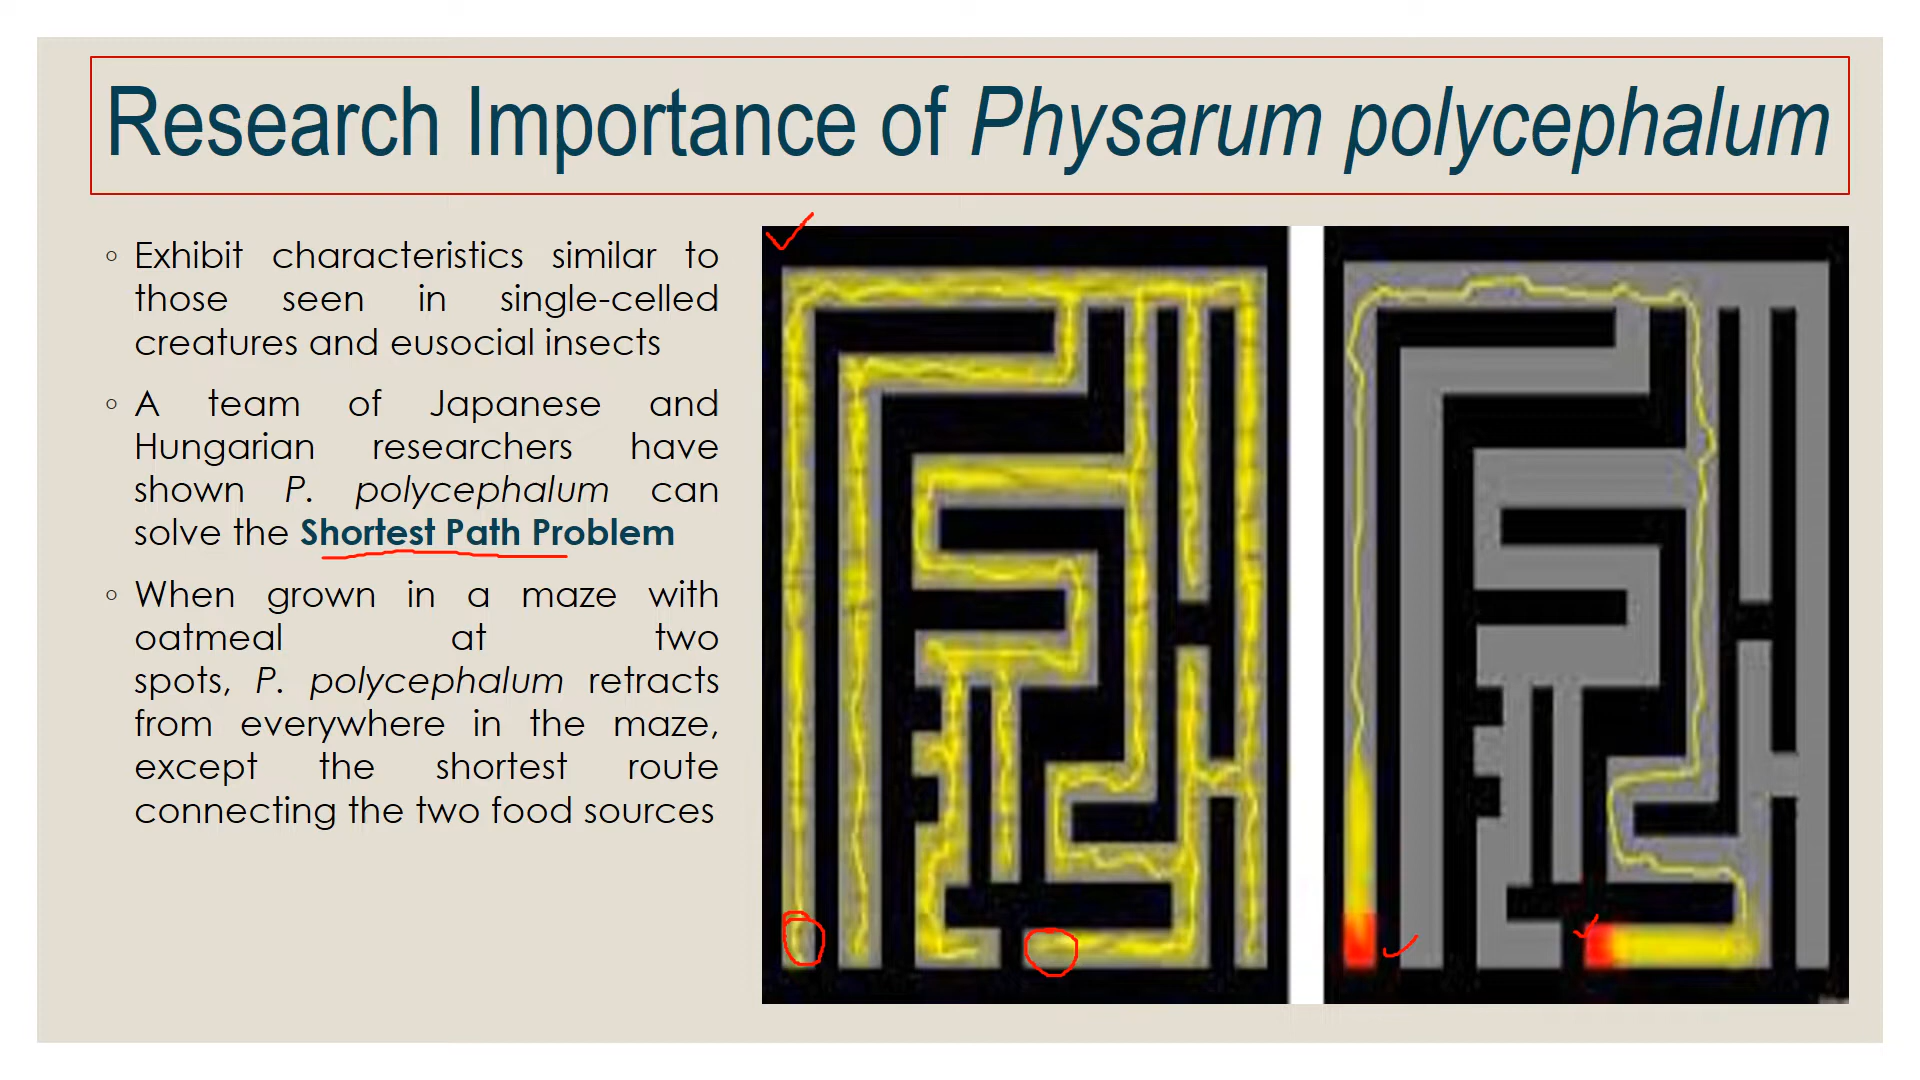 Research Importance of Physarum polycephalum
◦ Exhibit characteristics similar to
those seen in single-celled
creatures and eusocial insects
◦ A team of Japanese and
Hungarian researchers have
shown P. polycephalum can
solve the Shortest Path Problem
◦ When grown in a maze with
oatmeal at two
spots, P. polycephalum retracts
from everywhere in the maze,
except the shortest route
connecting the two food sources